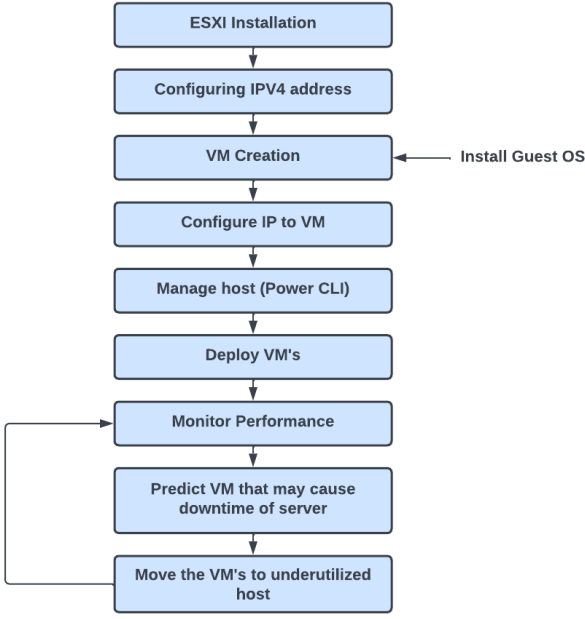 ESXI Installation
Configuring IPV4 address
VM Creation
Install Guest OS
Configure IP to VM
Manage host (Power CLI)
Deploy VM's
Monitor Performance
Predict VM that may cause
downtime of server
Move the VM's to underutilized
host